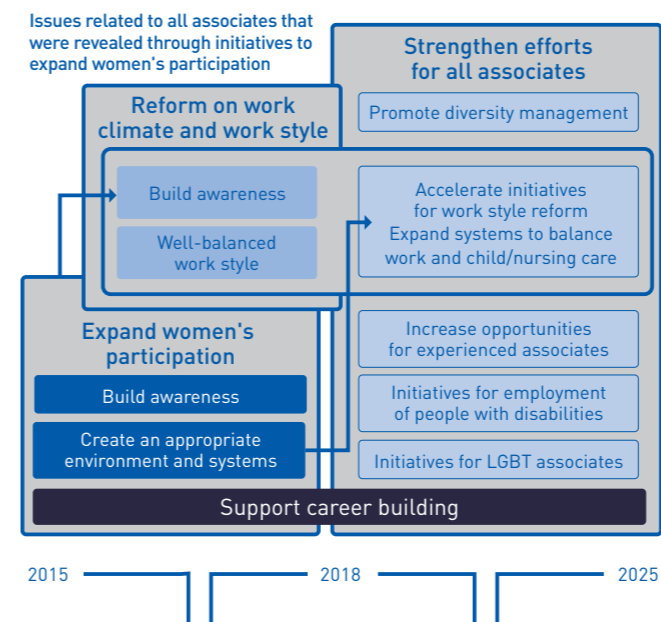 Issues related to all associates that
were revealed through initiatives to
expand women's participation
Strengthen efforts
for all associates
Promote diversity management
Reform on work
climate and work style
Build awareness
Well-balanced
work style
Accelerate initiatives
for work style reform
Expand systems to balance
work and child/nursing care
Expand women's
participation
Build awareness
Create an appropriate
environment and systems
Increase opportunities
for experienced associates
Initiatives for employment
of people with disabilities
Initiatives for LGBT associates
Support career building
2015
2018
2025